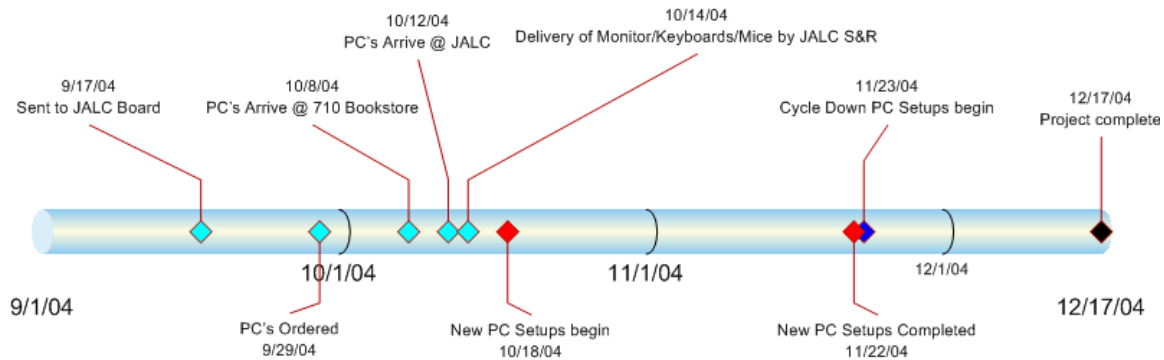 10/14/04
Delivery of Monitor/Keyboards/Mice by JALC S&R
10/12/04
PC's Arrive @ JALC
9/17/04
Sent to JALC Board
10/8/04
PC's Arrive @ 710 Bookstore
11/23/04
Cycle Down PC Setups begin
12/17/04
Project complete
10/1/04
11/1/04
12/1/04
9/1/04
12/17/04
PC's Ordered
9/29/04
New PC Setups begin
10/18/04
New PC Setups Completed
11/22/04